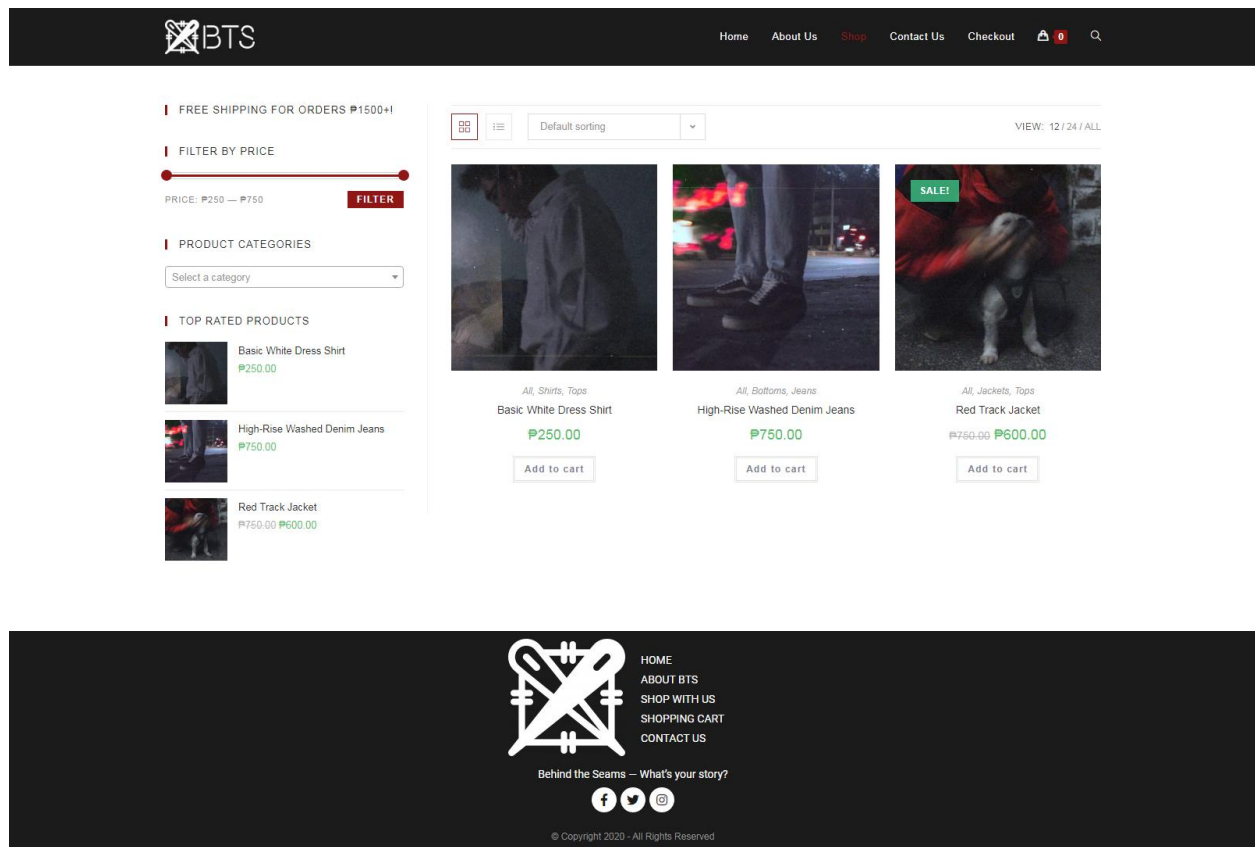 BTS
Home About Us Shop Contact Us Checkout 0
FREE SHIPPING FOR ORDERS ₱1500+!
FILTER BY PRICE
PRICE: ₱250 — ₱750 FILTER
PRODUCT CATEGORIES
Select a category
TOP RATED PRODUCTS
Basic White Dress Shirt
₱250.00
High-Rise Washed Denim Jeans
₱750.00
Red Track Jacket
₱750.00 ₱600.00
Default sorting
VIEW: 12 / 24 / ALL
SALE!
All, Shirts, Tops
Basic White Dress Shirt
₱250.00
Add to cart
All, Bottoms, Jeans
High-Rise Washed Denim Jeans
₱750.00
Add to cart
All, Jackets, Tops
Red Track Jacket
₱750.00 ₱600.00
Add to cart
HOME
ABOUT BTS
SHOP WITH US
SHOPPING CART
CONTACT US
Behind the Seams — What's your story?
© Copyright 2020 - All Rights Reserved